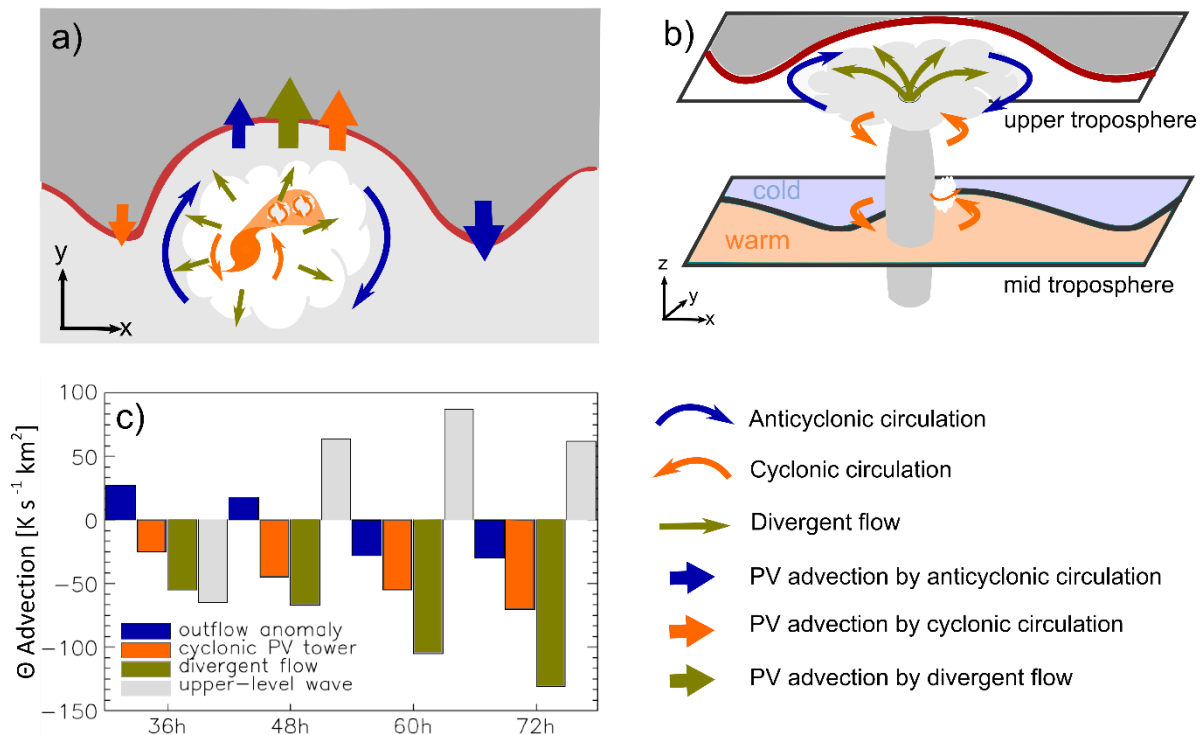 a)
y
x
b)
upper troposphere
cold
warm
mid troposphere
z
y
x
c)
Θ Advection [K s⁻¹ km²]
100
50
0
−50
−100
−150
outflow anomaly
cyclonic PV tower
divergent flow
upper-level wave
36h
48h
60h
72h
Anticyclonic circulation
Cyclonic circulation
Divergent flow
PV advection by anticyclonic circulation
PV advection by cyclonic circulation
PV advection by divergent flow